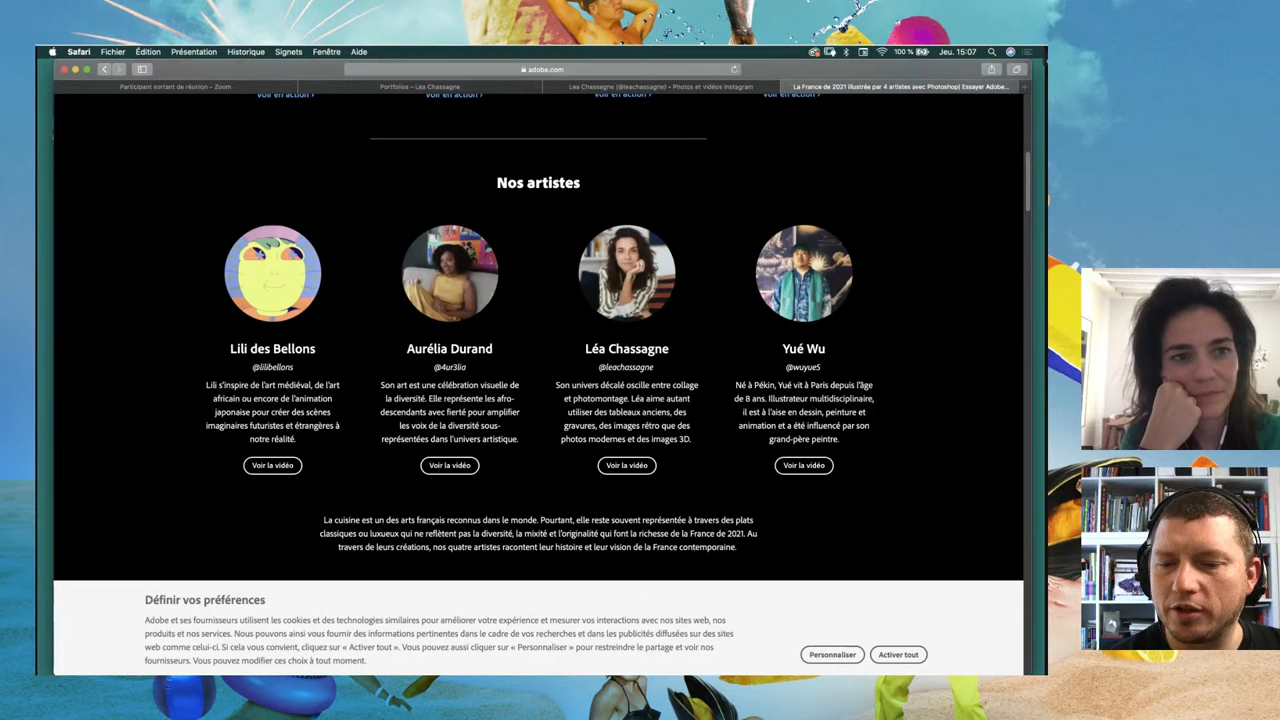 Safari Fichier Édition Présentation Historique Signets Fenêtre Aide 100 % Jeu. 15:07
adobe.com
Participant sortant de réunion – Zoom Portfolios – Lea Chassagne Lea Chassagne (@leachassagne) • Photos et vidéos Instagram La France de 2021 illustrée par 4 artistes avec Photoshop| Essayer Adobe...
Voir en action › Voir en action › Voir en action › Voir en action ›
Nos artistes
Lili des Bellons
@lilibellons
Lili s'inspire de l'art médiéval, de l'art
africain ou encore de l'animation
japonaise pour créer des scènes
imaginaires futuristes et étrangères à
notre réalité.
Voir la vidéo
Aurélia Durand
@4ur3lia
Son art est une célébration visuelle de
la diversité. Elle représente les afro-
descendants avec fierté pour amplifier
les voix de la diversité sous-
représentées dans l'univers artistique.
Voir la vidéo
Léa Chassagne
@leachassagne
Son univers décalé oscille entre collage
et photomontage. Léa aime autant
utiliser des tableaux anciens, des
gravures, des images rétro que des
photos modernes et des images 3D.
Voir la vidéo
Yué Wu
@wuyue5
Né à Pékin, Yué vit à Paris depuis l'âge
de 8 ans. Illustrateur multidisciplinaire,
il est à l'aise en dessin, peinture et
animation et a été influencé par son
grand-père peintre.
Voir la vidéo
La cuisine est un des arts français reconnus dans le monde. Pourtant, elle reste souvent représentée à travers des plats
classiques ou luxueux qui ne reflètent pas la diversité, la mixité et l'originalité qui font la richesse de la France de 2021. Au
travers de leurs créations, nos quatre artistes racontent leur histoire et leur vision de la France contemporaine.
Définir vos préférences
Adobe et ses fournisseurs utilisent les cookies et des technologies similaires pour améliorer votre expérience et mesurer vos interactions avec nos sites web, nos
produits et nos services. Nous pouvons ainsi vous fournir des informations pertinentes dans le cadre de vos recherches et dans les publicités diffusées sur des sites
web comme celui-ci. Si cela vous convient, cliquez sur « Activer tout ». Vous pouvez aussi cliquer sur « Personnaliser » pour restreindre le partage et voir nos
fournisseurs. Vous pouvez modifier ces choix à tout moment.
Personnaliser Activer tout